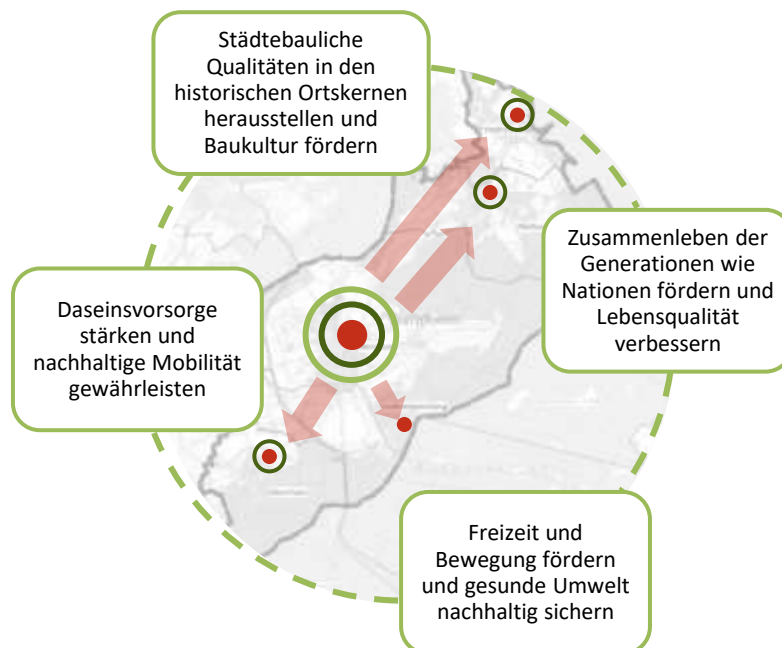 Städtebauliche
Qualitäten in den
historischen Ortskernen
herausstellen und
Baukultur fördern
Zusammenleben der
Generationen wie
Nationen fördern und
Lebensqualität
verbessern
Daseinsvorsorge
stärken und
nachhaltige Mobilität
gewährleisten
Freizeit und
Bewegung fördern
und gesunde Umwelt
nachhaltig sichern